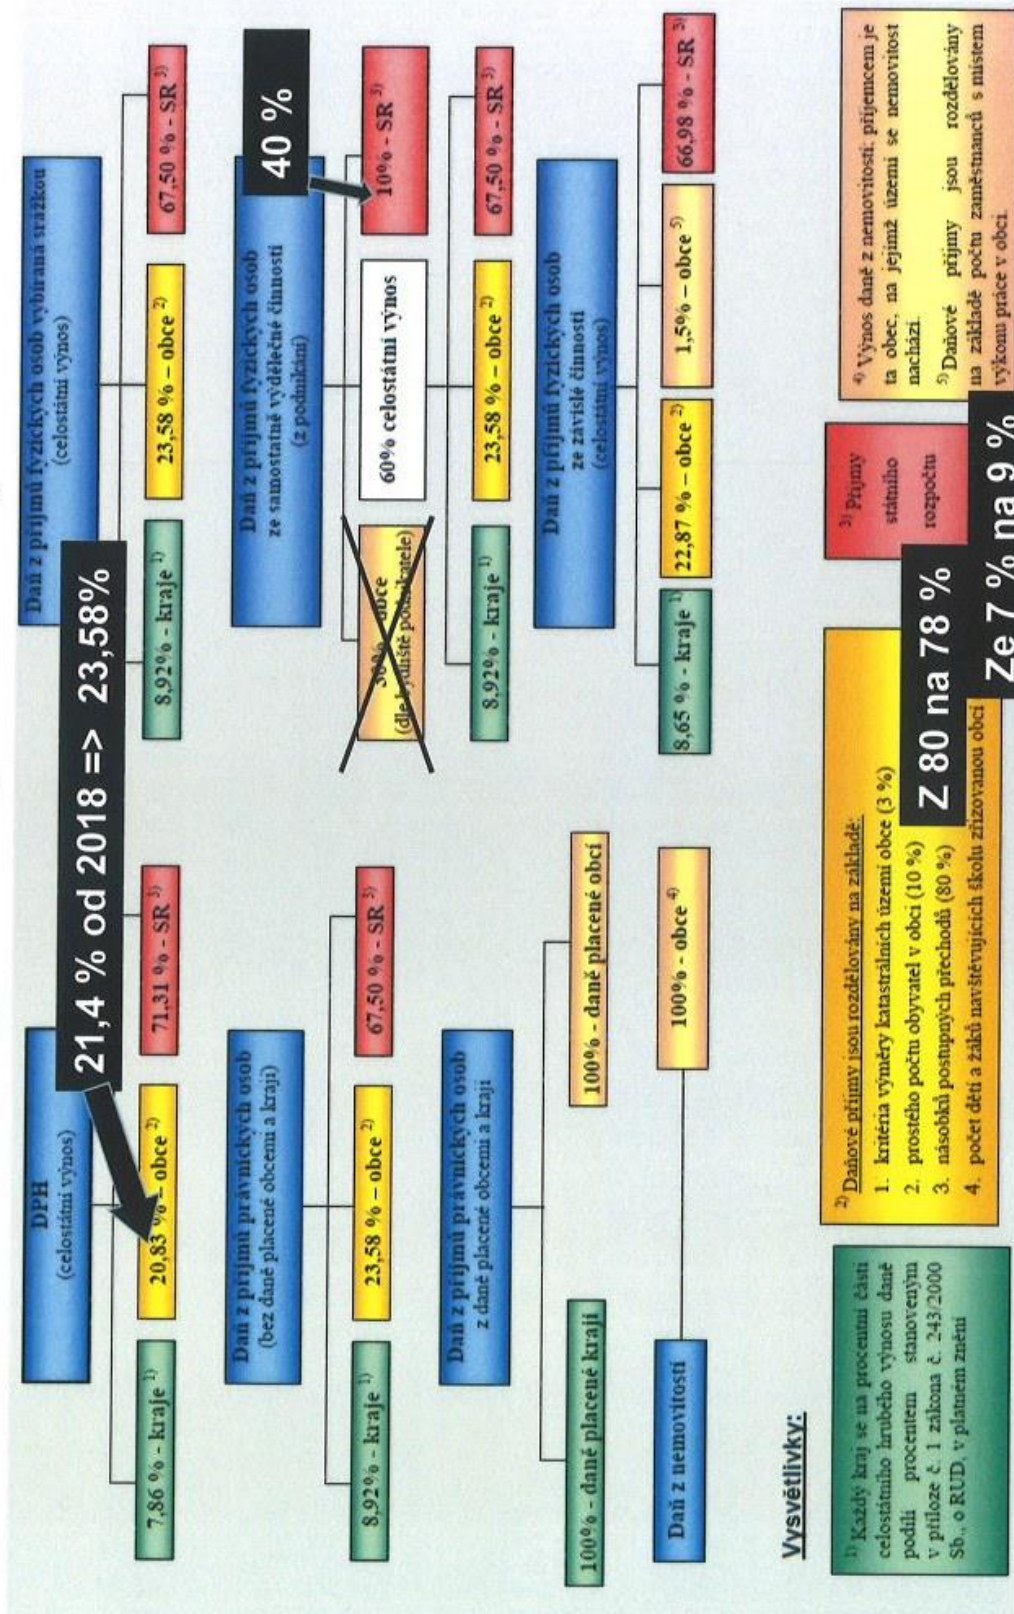 DPH
(celostátní výnos)
21,4 % od 2018 => 23,58%
7,86 % - kraje 1)
20,83 % – obce 2)
71,31 % - SR 3)
Daň z příjmů právnických osob
(bez daně placené obcemi a kraji)
8,92% - kraje 1)
23,58 % – obce 2)
67,50 % - SR 3)
Daň z příjmů právnických osob
z daně placené obcemi a kraji
100% - daně placené kraji
100% - daně placené obcí
Daň z nemovitostí
100% - obce 4)
Daň z příjmů fyzických osob vybíraná srážkou
(celostátní výnos)
8,92% - kraje 1)
23,58 % – obce 2)
67,50 % - SR 3)
Daň z příjmů fyzických osob
ze samostatně výdělečné činnosti
(z podnikání)
40 %
obce
(dle bydliště podnikatele)
60% celostátní výnos
10% - SR 3)
8,92% - kraje 1)
23,58 % – obce 2)
67,50 % - SR 3)
Daň z příjmů fyzických osob
ze závislé činnosti
(celostátní výnos)
8,65 % - kraje 1)
22,87 % – obce 2)
1,5% – obce 5)
66,98 % - SR 3)
Vysvětlivky:
1) Každý kraj se na procentní části
celostátního hrubého výnosu daně
podílí procentem stanoveným
v příloze č. 1 zákona č. 243/2000
Sb., o RUD, v platném znění
2) Daňové příjmy jsou rozdělovány na základě:
1. kritéria výměry katastrálních území obce (3 %)
2. prostého počtu obyvatel v obci (10 %)
3. násobků postupných přechodů (80 %)
4. počet dětí a žáků navštěvujících školu zřizovanou obcí
Z 80 na 78 %
Ze 7 % na 9 %
3) Příjmy
státního
rozpočtu
4) Výnos daně z nemovitostí; příjemcem je
ta obec, na jejímž území se nemovitost
nachází.
5) Daňové příjmy jsou rozdělovány
na základě počtu zaměstnanců s místem
výkonu práce v obci.